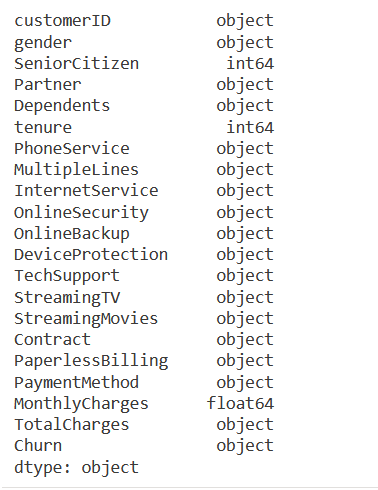 customerID object
gender object
SeniorCitizen int64
Partner object
Dependents object
tenure int64
PhoneService object
MultipleLines object
InternetService object
OnlineSecurity object
OnlineBackup object
DeviceProtection object
TechSupport object
StreamingTV object
StreamingMovies object
Contract object
PaperlessBilling object
PaymentMethod object
MonthlyCharges float64
TotalCharges object
Churn object
dtype: object